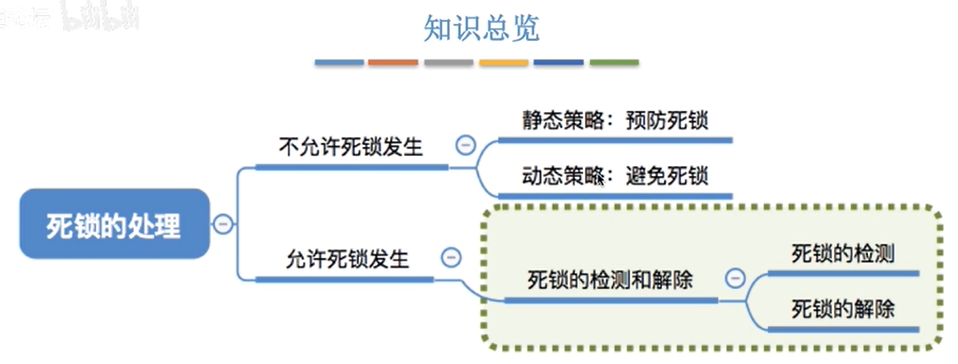 bilibili
知识总览
静态策略：预防死锁
不允许死锁发生
动态策略：避免死锁
死锁的处理
允许死锁发生
死锁的检测和解除
死锁的检测
死锁的解除